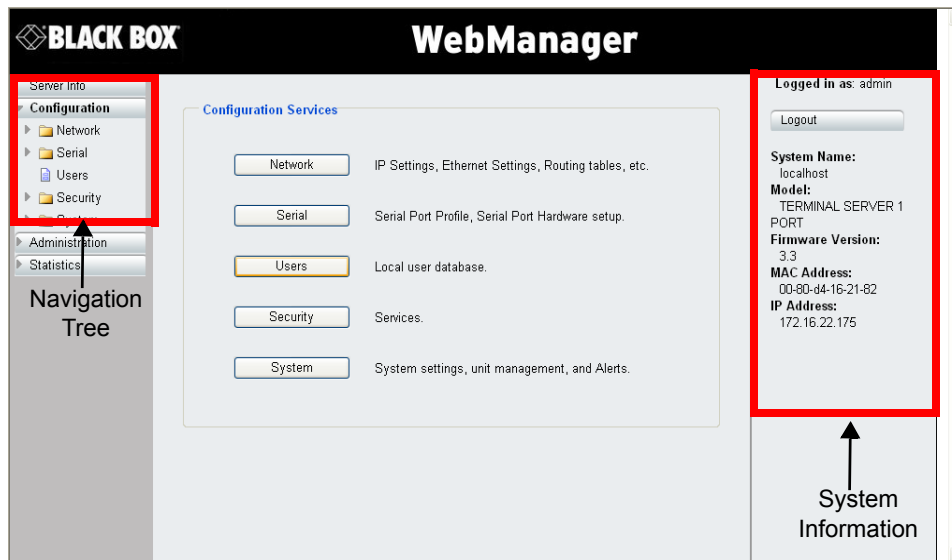 BLACK BOX
WebManager
Server Info
Configuration
Network
Serial
Users
Security
System
Administration
Statistics
Navigation
Tree
Configuration Services
Network IP Settings, Ethernet Settings, Routing tables, etc.
Serial Serial Port Profile, Serial Port Hardware setup.
Users Local user database.
Security Services.
System System settings, unit management, and Alerts.
Logged in as: admin
Logout
System Name:
localhost
Model:
TERMINAL SERVER 1
PORT
Firmware Version:
3.3
MAC Address:
00-80-d4-16-21-82
IP Address:
172.16.22.175
System
Information